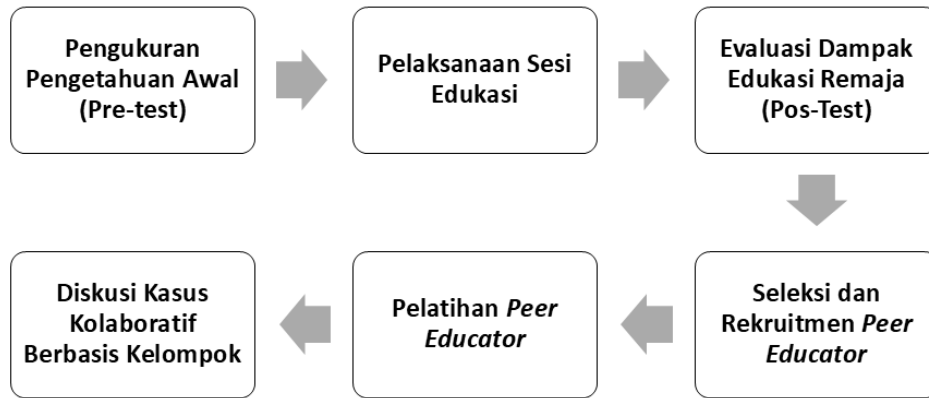 Pengukuran
Pengetahuan Awal
(Pre-test)
Pelaksanaan Sesi
Edukasi
Evaluasi Dampak
Edukasi Remaja
(Pos-Test)
Seleksi dan
Rekruitmen Peer
Educator
Pelatihan Peer
Educator
Diskusi Kasus
Kolaboratif
Berbasis Kelompok